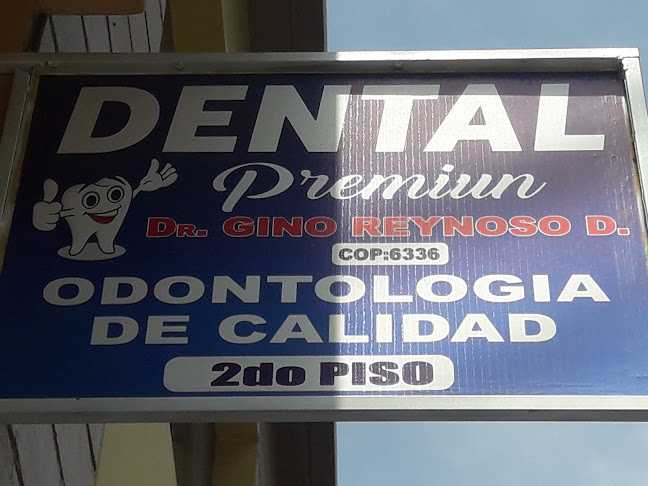 DENTAL
Premiun
DR. GINO REYNOSO D.
COP:6336
ODONTOLOGIA
DE CALIDAD
2do PISO